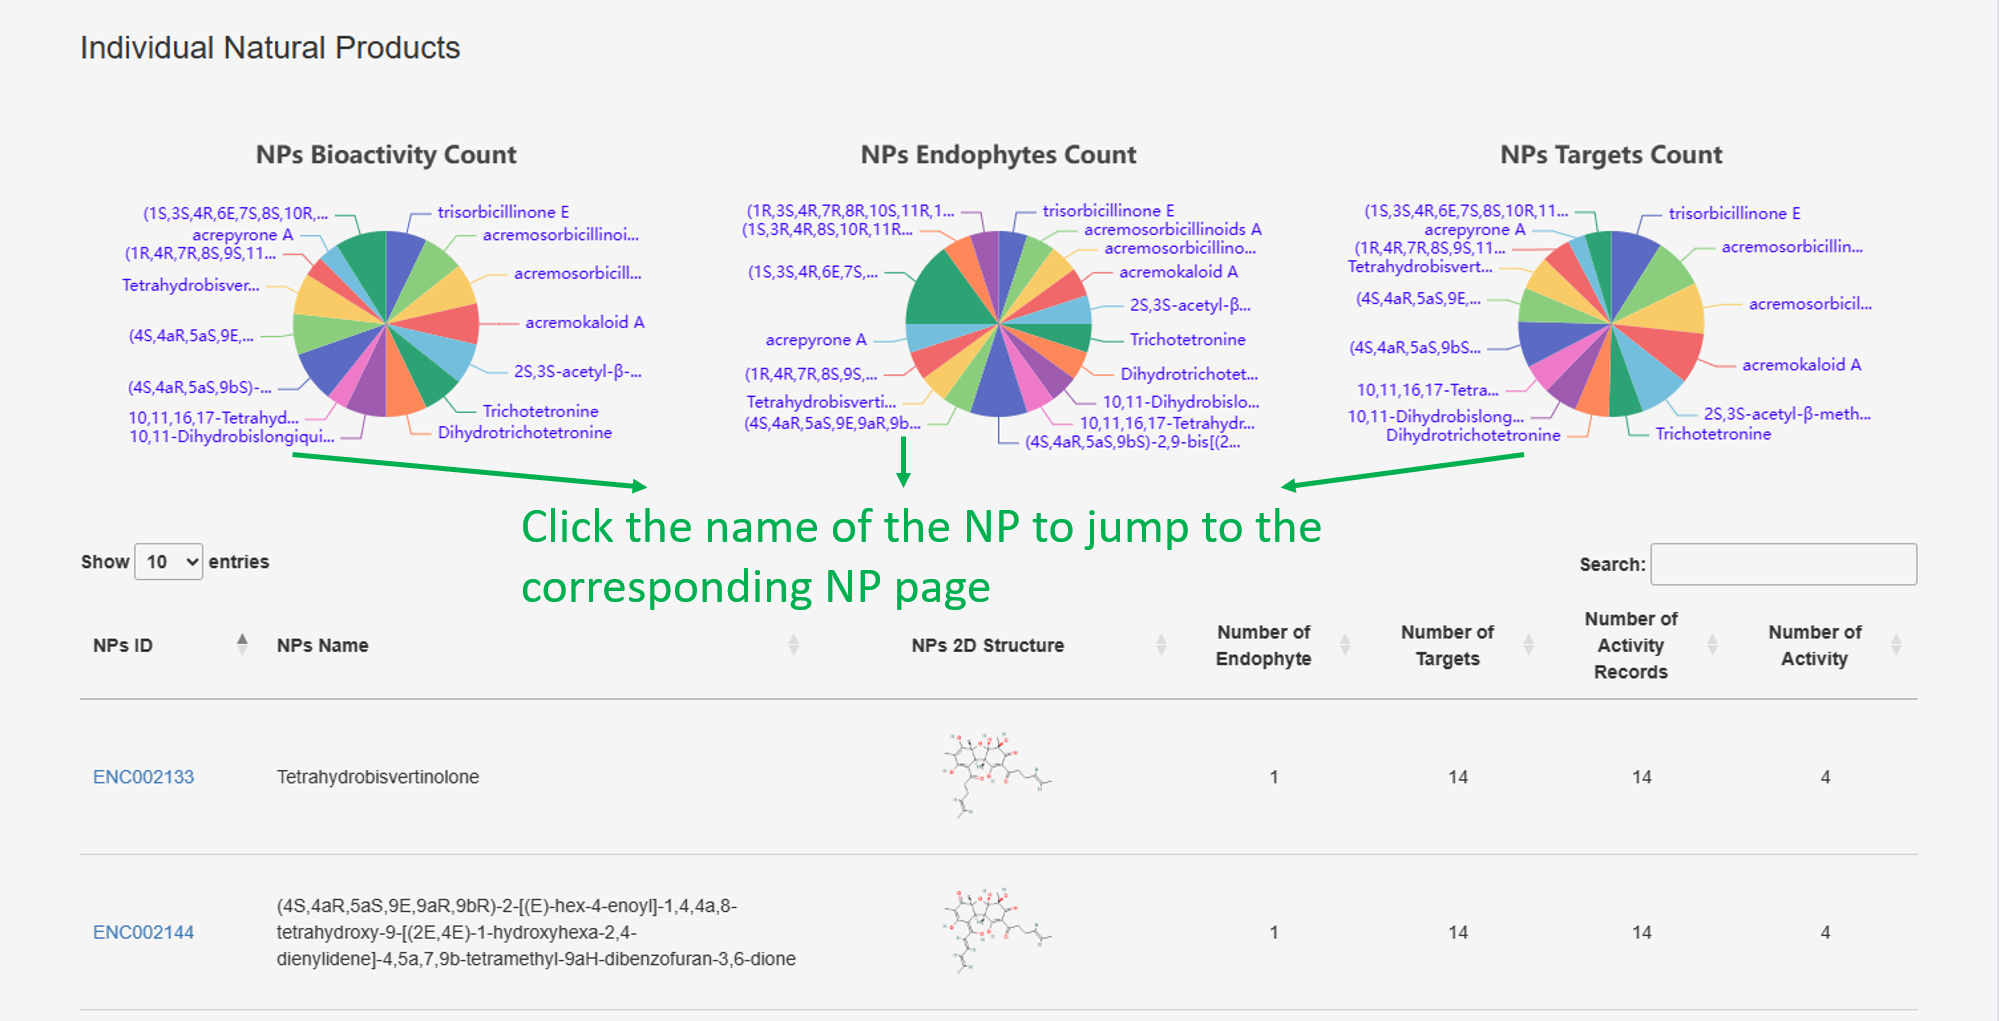 Individual Natural Products
NPs Bioactivity Count
(1S,3S,4R,6E,7S,8S,10R,...
trisorbicillinone E
acrepyrone A
acremosorbicillinoi...
(1R,4R,7R,8S,9S,11...
acremosorbicill...
Tetrahydrobisver...
acremokaloid A
(4S,4aR,5aS,9E,...
2S,3S-acetyl-β-...
(4S,4aR,5aS,9bS)-...
Trichotetronine
10,11,16,17-Tetrahyd...
Dihydrotrichotetronine
10,11-Dihydrobislongiqui...
NPs Endophytes Count
(1R,3S,4R,7R,8R,10S,11R,1...
trisorbicillinone E
(1S,3R,4R,8S,10R,11R...
acremosorbicillinoids A
acremosorbicillino...
(1S,3S,4R,6E,7S,...
acremokaloid A
2S,3S-acetyl-β...
acrepyrone A
Trichotetronine
(1R,4R,7R,8S,9S,...
Dihydrotrichotet...
Tetrahydrobisverti...
10,11-Dihydrobislo...
(4S,4aR,5aS,9E,9aR,9b...
10,11,16,17-Tetrahydr...
(4S,4aR,5aS,9bS)-2,9-bis[(2...
NPs Targets Count
(1S,3S,4R,6E,7S,8S,10R,11...
trisorbicillinone E
acrepyrone A
(1R,4R,7R,8S,9S,11...
acremosorbicillin...
Tetrahydrobisvert...
(4S,4aR,5aS,9E,...
acremosorbicil...
(4S,4aR,5aS,9bS...
acremokaloid A
10,11,16,17-Tetra...
2S,3S-acetyl-β-meth...
10,11-Dihydrobislong...
Trichotetronine
Dihydrotrichotetronine
Click the name of the NP to jump to the
corresponding NP page
Show 10 entries
Search:
NPs ID
NPs Name
NPs 2D Structure
Number of
Endophyte
Number of
Targets
Number of
Activity
Records
Number of
Activity
ENC002133
Tetrahydrobisvertinolone
1
14
14
4
ENC002144
(4S,4aR,5aS,9E,9aR,9bR)-2-[(E)-hex-4-enoyl]-1,4,4a,8-
tetrahydroxy-9-[(2E,4E)-1-hydroxyhexa-2,4-
dienylidene]-4,5a,7,9b-tetramethyl-9aH-dibenzofuran-3,6-dione
1
14
14
4